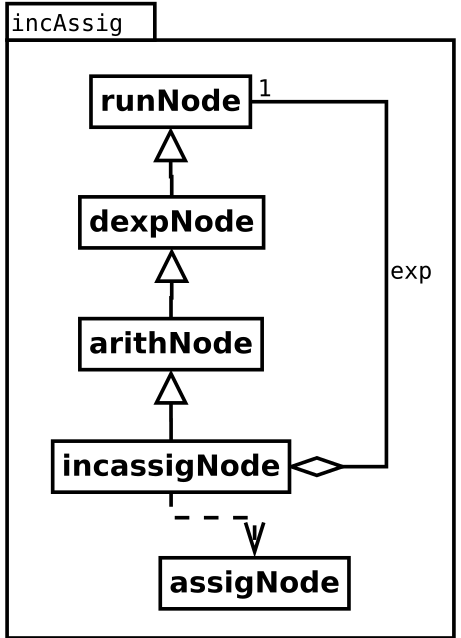 incAssig
runNode
1
dexpNode
exp
arithNode
incassigNode
assigNode